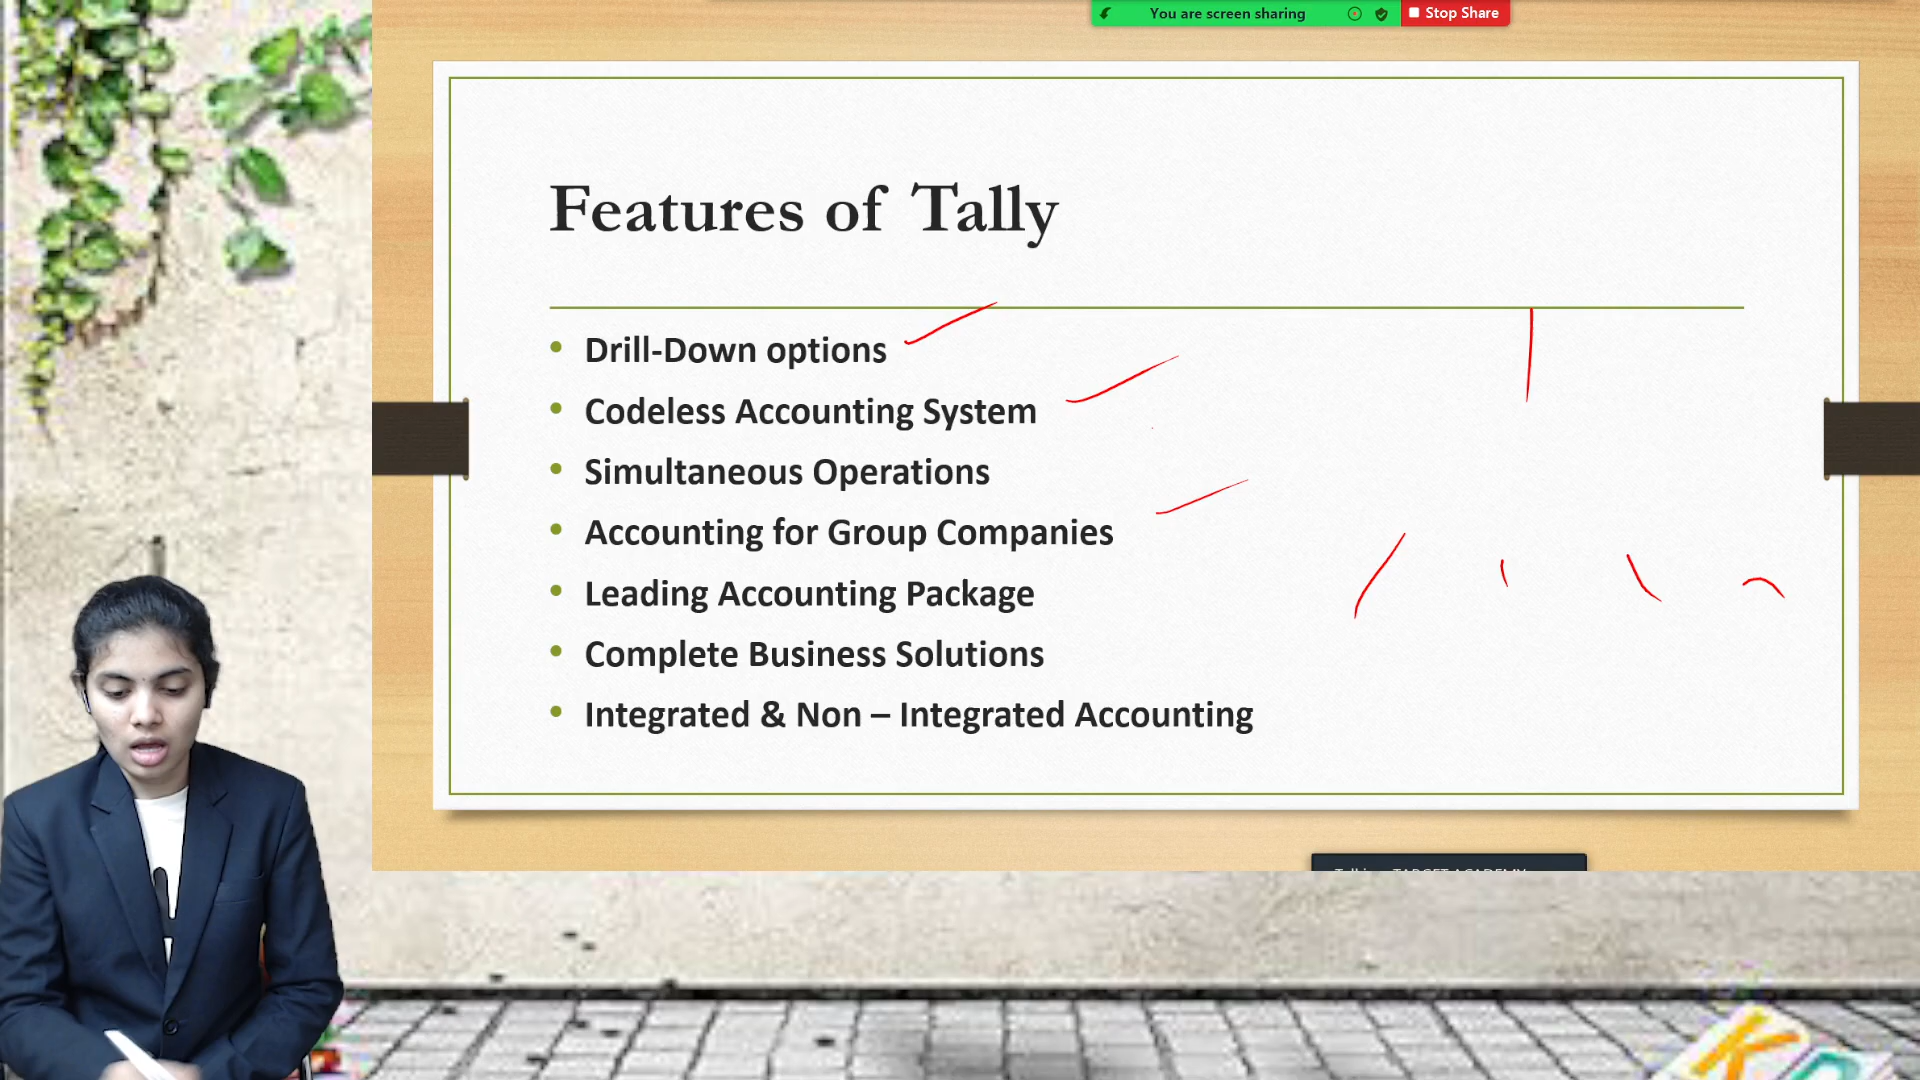 You are screen sharing
Stop Share
Features of Tally
• Drill-Down options
• Codeless Accounting System
• Simultaneous Operations
• Accounting for Group Companies
• Leading Accounting Package
• Complete Business Solutions
• Integrated & Non – Integrated Accounting